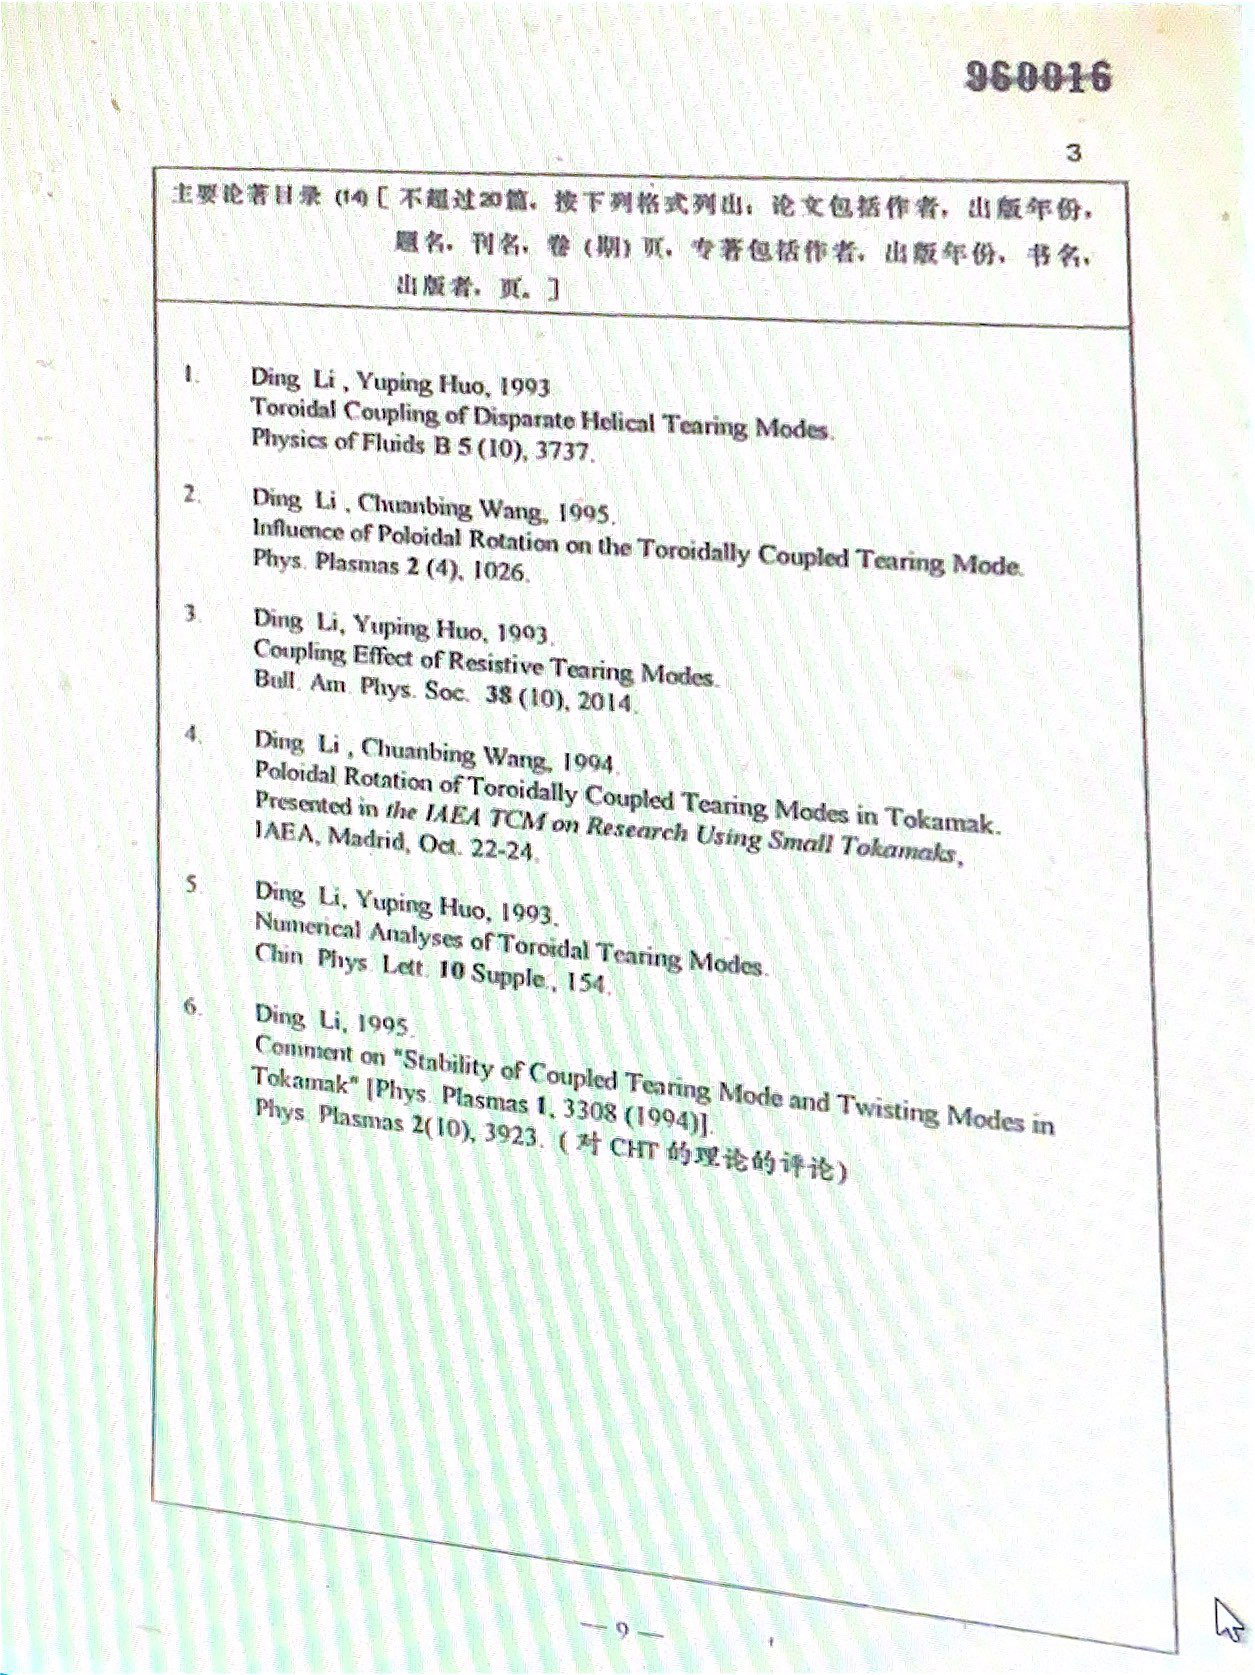 960016
3
主要论著目录 (14) [ 不超过20篇，按下列格式列出：论文包括作者，出版年份，
题名，刊名，卷 (期) 页，专著包括作者，出版年份，书名，
出版者，页。]
1. Ding Li , Yuping Huo, 1993
Toroidal Coupling of Disparate Helical Tearing Modes.
Physics of Fluids B 5 (10), 3737.
2. Ding Li , Chuanbing Wang, 1995.
Influence of Poloidal Rotation on the Toroidally Coupled Tearing Mode.
Phys. Plasmas 2 (4), 1026.
3. Ding Li, Yuping Huo, 1993.
Coupling Effect of Resistive Tearing Modes.
Bull. Am. Phys. Soc. 38 (10), 2014.
4. Ding Li , Chuanbing Wang, 1994.
Poloidal Rotation of Toroidally Coupled Tearing Modes in Tokamak.
Presented in the IAEA TCM on Research Using Small Tokamaks,
IAEA, Madrid, Oct. 22-24.
5. Ding Li, Yuping Huo, 1993.
Numerical Analyses of Toroidal Tearing Modes.
Chin. Phys. Lett. 10 Supple., 154.
6. Ding Li, 1995.
Comment on "Stability of Coupled Tearing Mode and Twisting Modes in
Tokamak" [Phys. Plasmas 1, 3308 (1994)].
Phys. Plasmas 2(10), 3923. ( 对 CHT 的理论的评论)
— 9 —